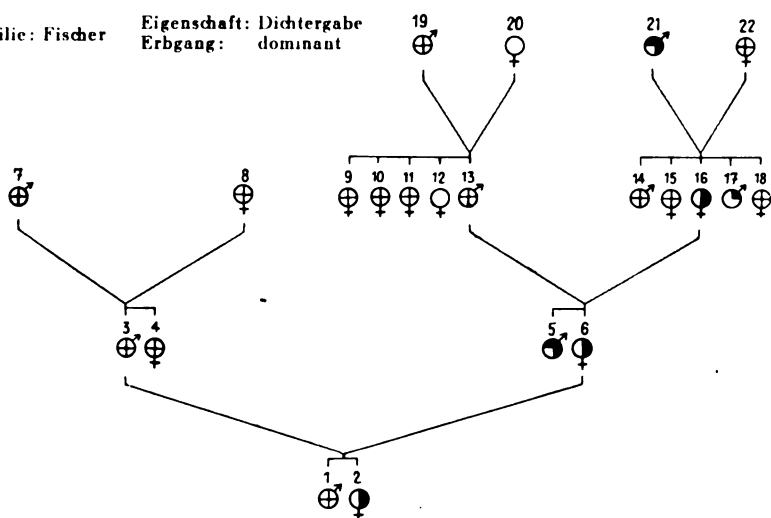 ilie: Fischer Eigenschaft: Dichtergabe
Erbgang: dominant
19 20 21 22
7 8 9 10 11 12 13 14 15 16 17 18
3 4 5 6
1 2